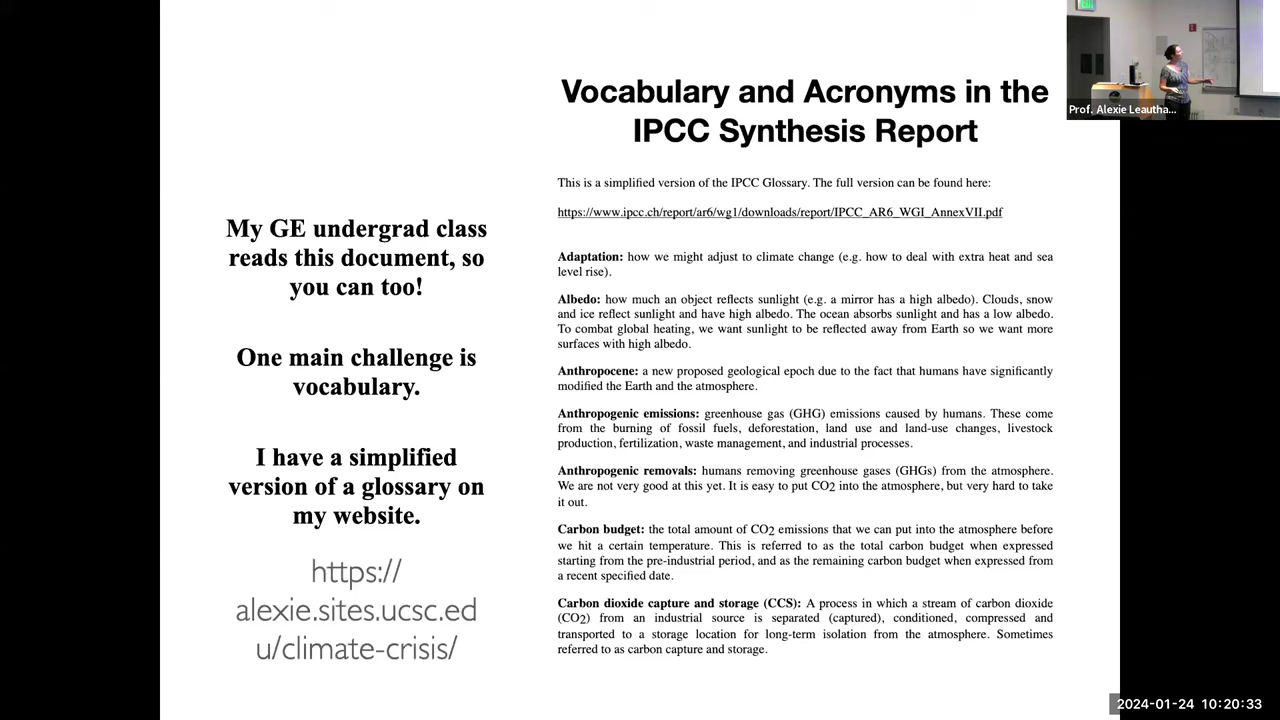 Vocabulary and Acronyms in the
IPCC Synthesis Report
This is a simplified version of the IPCC Glossary. The full version can be found here:
https://www.ipcc.ch/report/ar6/wg1/downloads/report/IPCC_AR6_WGI_AnnexVII.pdf
My GE undergrad class
reads this document, so
you can too!
One main challenge is
vocabulary.
I have a simplified
version of a glossary on
my website.
https://
alexie.sites.ucsc.ed
u/climate-crisis/
Adaptation: how we might adjust to climate change (e.g. how to deal with extra heat and sea
level rise).
Albedo: how much an object reflects sunlight (e.g. a mirror has a high albedo). Clouds, snow
and ice reflect sunlight and have high albedo. The ocean absorbs sunlight and has a low albedo.
To combat global heating, we want sunlight to be reflected away from Earth so we want more
surfaces with high albedo.
Anthropocene: a new proposed geological epoch due to the fact that humans have significantly
modified the Earth and the atmosphere.
Anthropogenic emissions: greenhouse gas (GHG) emissions caused by humans. These come
from the burning of fossil fuels, deforestation, land use and land-use changes, livestock
production, fertilization, waste management, and industrial processes.
Anthropogenic removals: humans removing greenhouse gases (GHGs) from the atmosphere.
We are not very good at this yet. It is easy to put CO2 into the atmosphere, but very hard to take
it out.
Carbon budget: the total amount of CO2 emissions that we can put into the atmosphere before
we hit a certain temperature. This is referred to as the total carbon budget when expressed
starting from the pre-industrial period, and as the remaining carbon budget when expressed from
a recent specified date.
Carbon dioxide capture and storage (CCS): A process in which a stream of carbon dioxide
(CO2) from an industrial source is separated (captured), conditioned, compressed and
transported to a storage location for long-term isolation from the atmosphere. Sometimes
referred to as carbon capture and storage.
Prof. Alexie Leautha...
2024-01-24 10:20:33